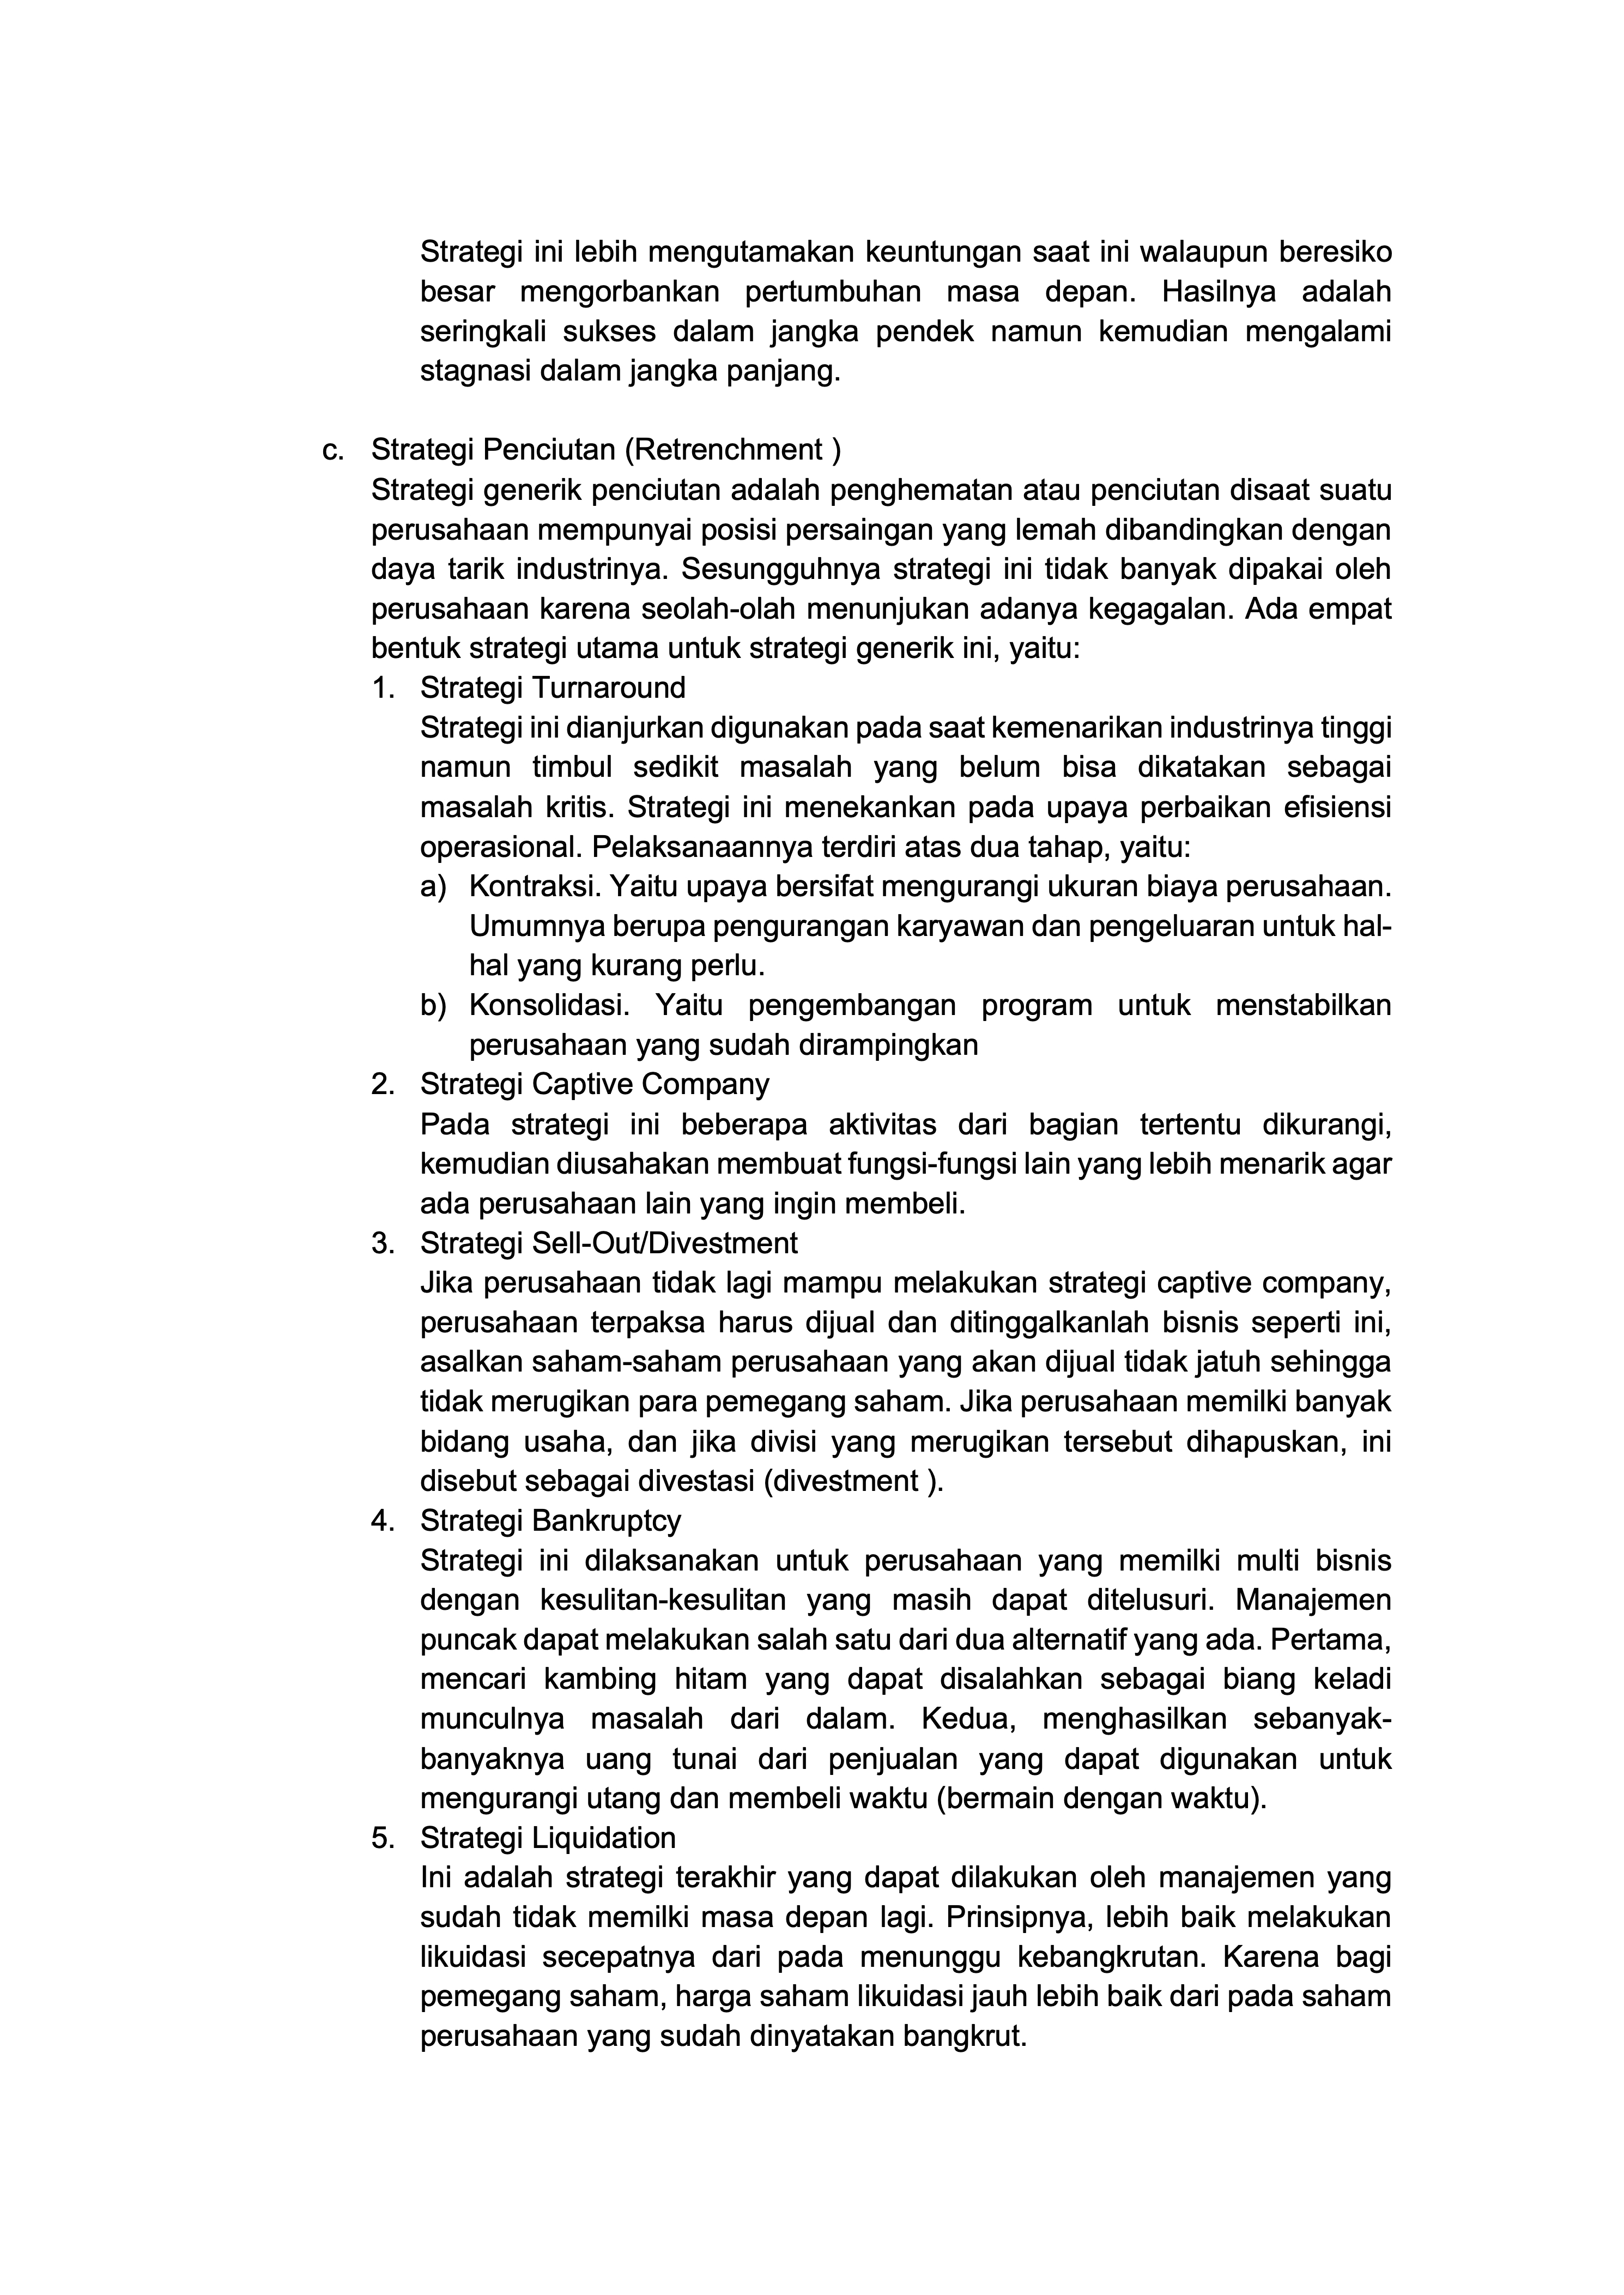 Strategi ini lebih mengutamakan keuntungan saat ini walaupun beresiko
besar mengorbankan pertumbuhan masa depan. Hasilnya adalah
seringkali sukses dalam jangka pendek namun kemudian mengalami
stagnasi dalam jangka panjang.
c. Strategi Penciutan (Retrenchment )
Strategi generik penciutan adalah penghematan atau penciutan disaat suatu
perusahaan mempunyai posisi persaingan yang lemah dibandingkan dengan
daya tarik industrinya. Sesungguhnya strategi ini tidak banyak dipakai oleh
perusahaan karena seolah-olah menunjukan adanya kegagalan. Ada empat
bentuk strategi utama untuk strategi generik ini, yaitu:
1. Strategi Turnaround
Strategi ini dianjurkan digunakan pada saat kemenarikan industrinya tinggi
namun timbul sedikit masalah yang belum bisa dikatakan sebagai
masalah kritis. Strategi ini menekankan pada upaya perbaikan efisiensi
operasional. Pelaksanaannya terdiri atas dua tahap, yaitu:
a) Kontraksi. Yaitu upaya bersifat mengurangi ukuran biaya perusahaan.
Umumnya berupa pengurangan karyawan dan pengeluaran untuk hal-
hal yang kurang perlu.
b) Konsolidasi. Yaitu pengembangan program untuk menstabilkan
perusahaan yang sudah dirampingkan
2. Strategi Captive Company
Pada strategi ini beberapa aktivitas dari bagian tertentu dikurangi,
kemudian diusahakan membuat fungsi-fungsi lain yang lebih menarik agar
ada perusahaan lain yang ingin membeli.
3. Strategi Sell-Out/Divestment
Jika perusahaan tidak lagi mampu melakukan strategi captive company,
perusahaan terpaksa harus dijual dan ditinggalkanlah bisnis seperti ini,
asalkan saham-saham perusahaan yang akan dijual tidak jatuh sehingga
tidak merugikan para pemegang saham. Jika perusahaan memilki banyak
bidang usaha, dan jika divisi yang merugikan tersebut dihapuskan, ini
disebut sebagai divestasi (divestment ).
4. Strategi Bankruptcy
Strategi ini dilaksanakan untuk perusahaan yang memilki multi bisnis
dengan kesulitan-kesulitan yang masih dapat ditelusuri. Manajemen
puncak dapat melakukan salah satu dari dua alternatif yang ada. Pertama,
mencari kambing hitam yang dapat disalahkan sebagai biang keladi
munculnya masalah dari dalam. Kedua, menghasilkan sebanyak-
banyaknya uang tunai dari penjualan yang dapat digunakan untuk
mengurangi utang dan membeli waktu (bermain dengan waktu).
5. Strategi Liquidation
Ini adalah strategi terakhir yang dapat dilakukan oleh manajemen yang
sudah tidak memilki masa depan lagi. Prinsipnya, lebih baik melakukan
likuidasi secepatnya dari pada menunggu kebangkrutan. Karena bagi
pemegang saham, harga saham likuidasi jauh lebih baik dari pada saham
perusahaan yang sudah dinyatakan bangkrut.